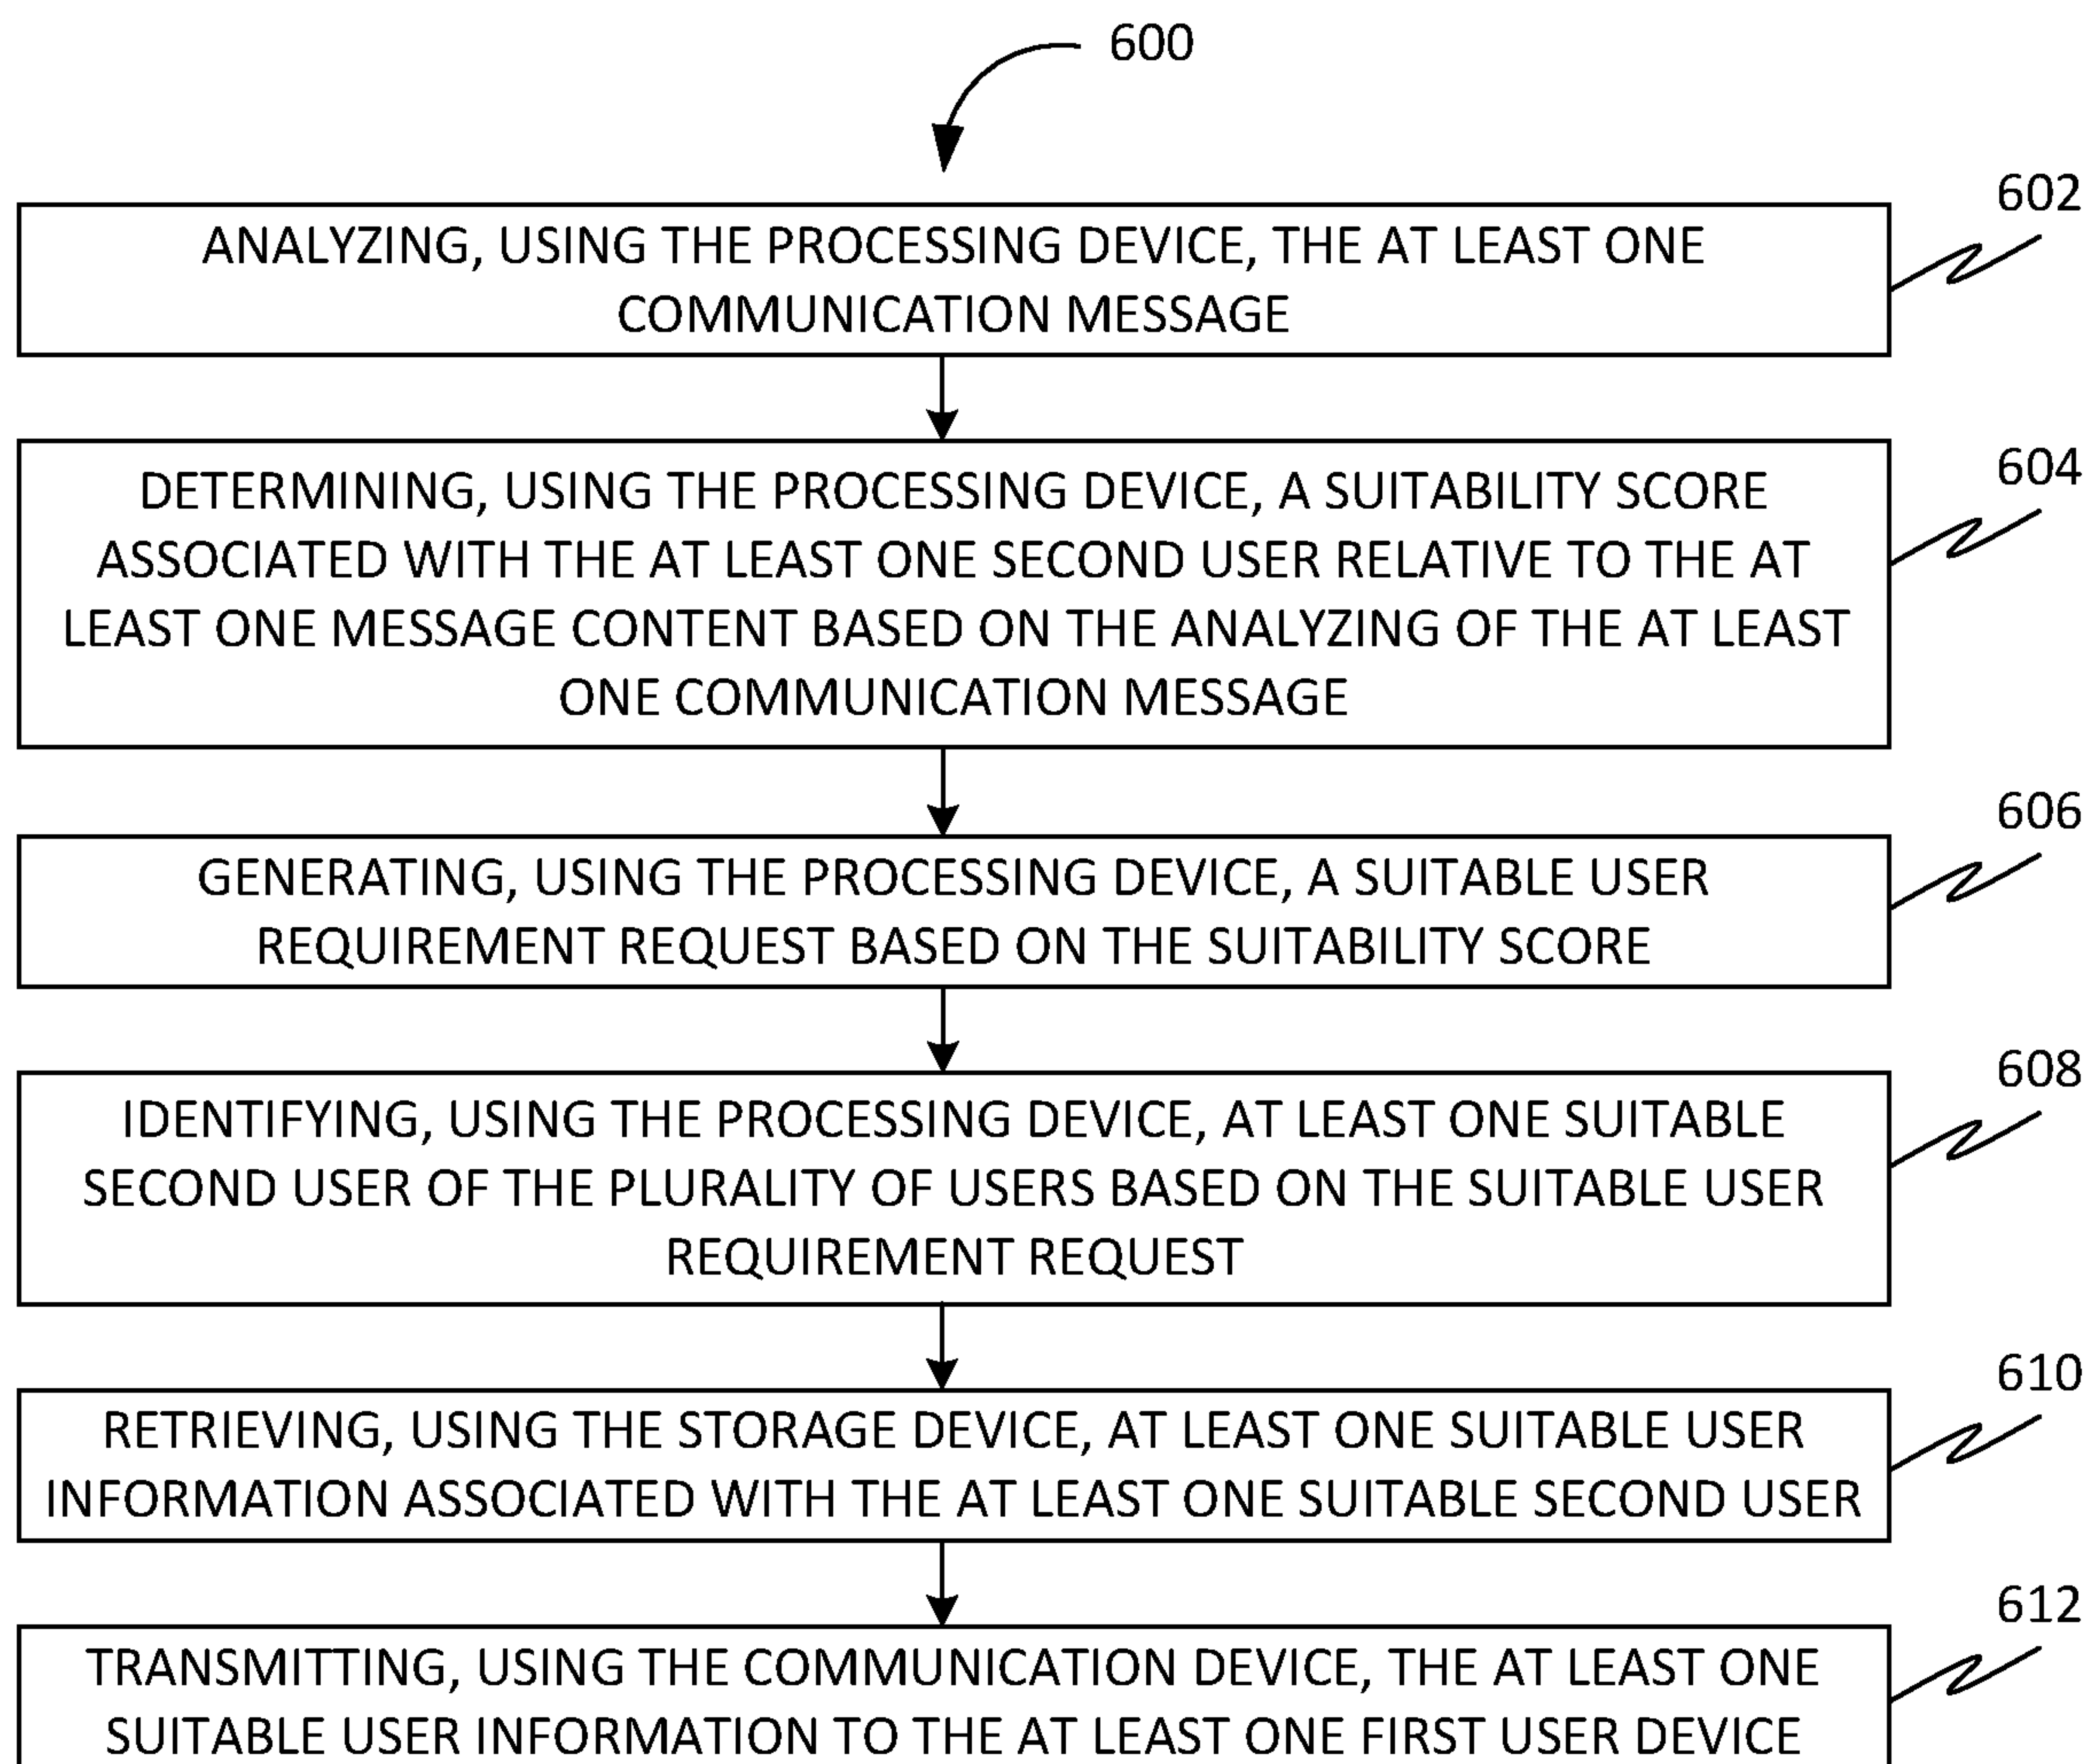 600
602
ANALYZING, USING THE PROCESSING DEVICE, THE AT LEAST ONE
COMMUNICATION MESSAGE
604
DETERMINING, USING THE PROCESSING DEVICE, A SUITABILITY SCORE
ASSOCIATED WITH THE AT LEAST ONE SECOND USER RELATIVE TO THE AT
LEAST ONE MESSAGE CONTENT BASED ON THE ANALYZING OF THE AT LEAST
ONE COMMUNICATION MESSAGE
606
GENERATING, USING THE PROCESSING DEVICE, A SUITABLE USER
REQUIREMENT REQUEST BASED ON THE SUITABILITY SCORE
608
IDENTIFYING, USING THE PROCESSING DEVICE, AT LEAST ONE SUITABLE
SECOND USER OF THE PLURALITY OF USERS BASED ON THE SUITABLE USER
REQUIREMENT REQUEST
610
RETRIEVING, USING THE STORAGE DEVICE, AT LEAST ONE SUITABLE USER
INFORMATION ASSOCIATED WITH THE AT LEAST ONE SUITABLE SECOND USER
612
TRANSMITTING, USING THE COMMUNICATION DEVICE, THE AT LEAST ONE
SUITABLE USER INFORMATION TO THE AT LEAST ONE FIRST USER DEVICE